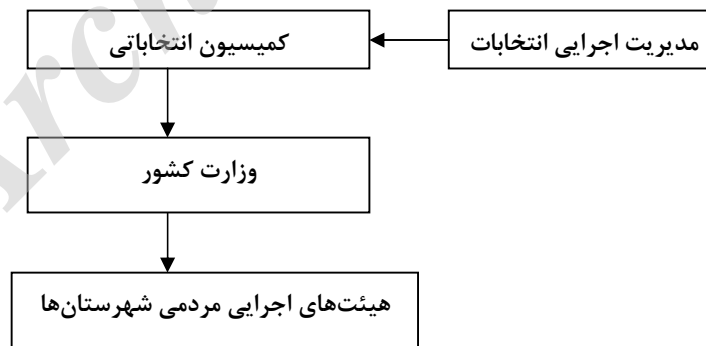 مدیریت اجرایی انتخابات
کمیسیون انتخاباتی
وزارت کشور
هیئت‌های اجرایی مردمی شهرستان‌ها